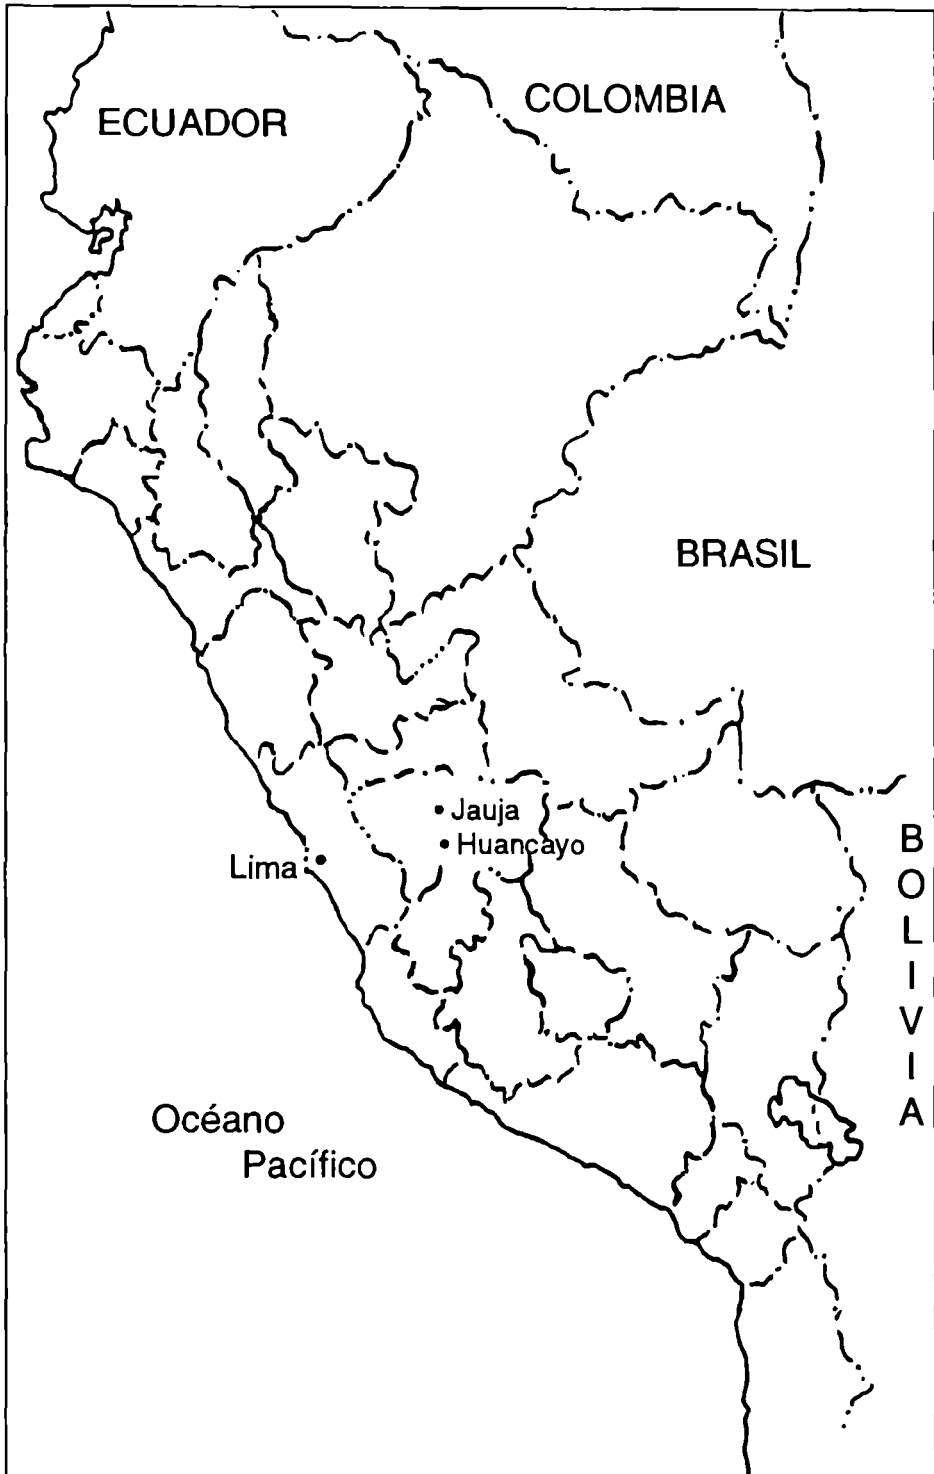 COLOMBIA
ECUADOR
BRASIL
Jauja
Huancayo
Lima
B
O
L
I
V
I
A
Océano
Pacífico